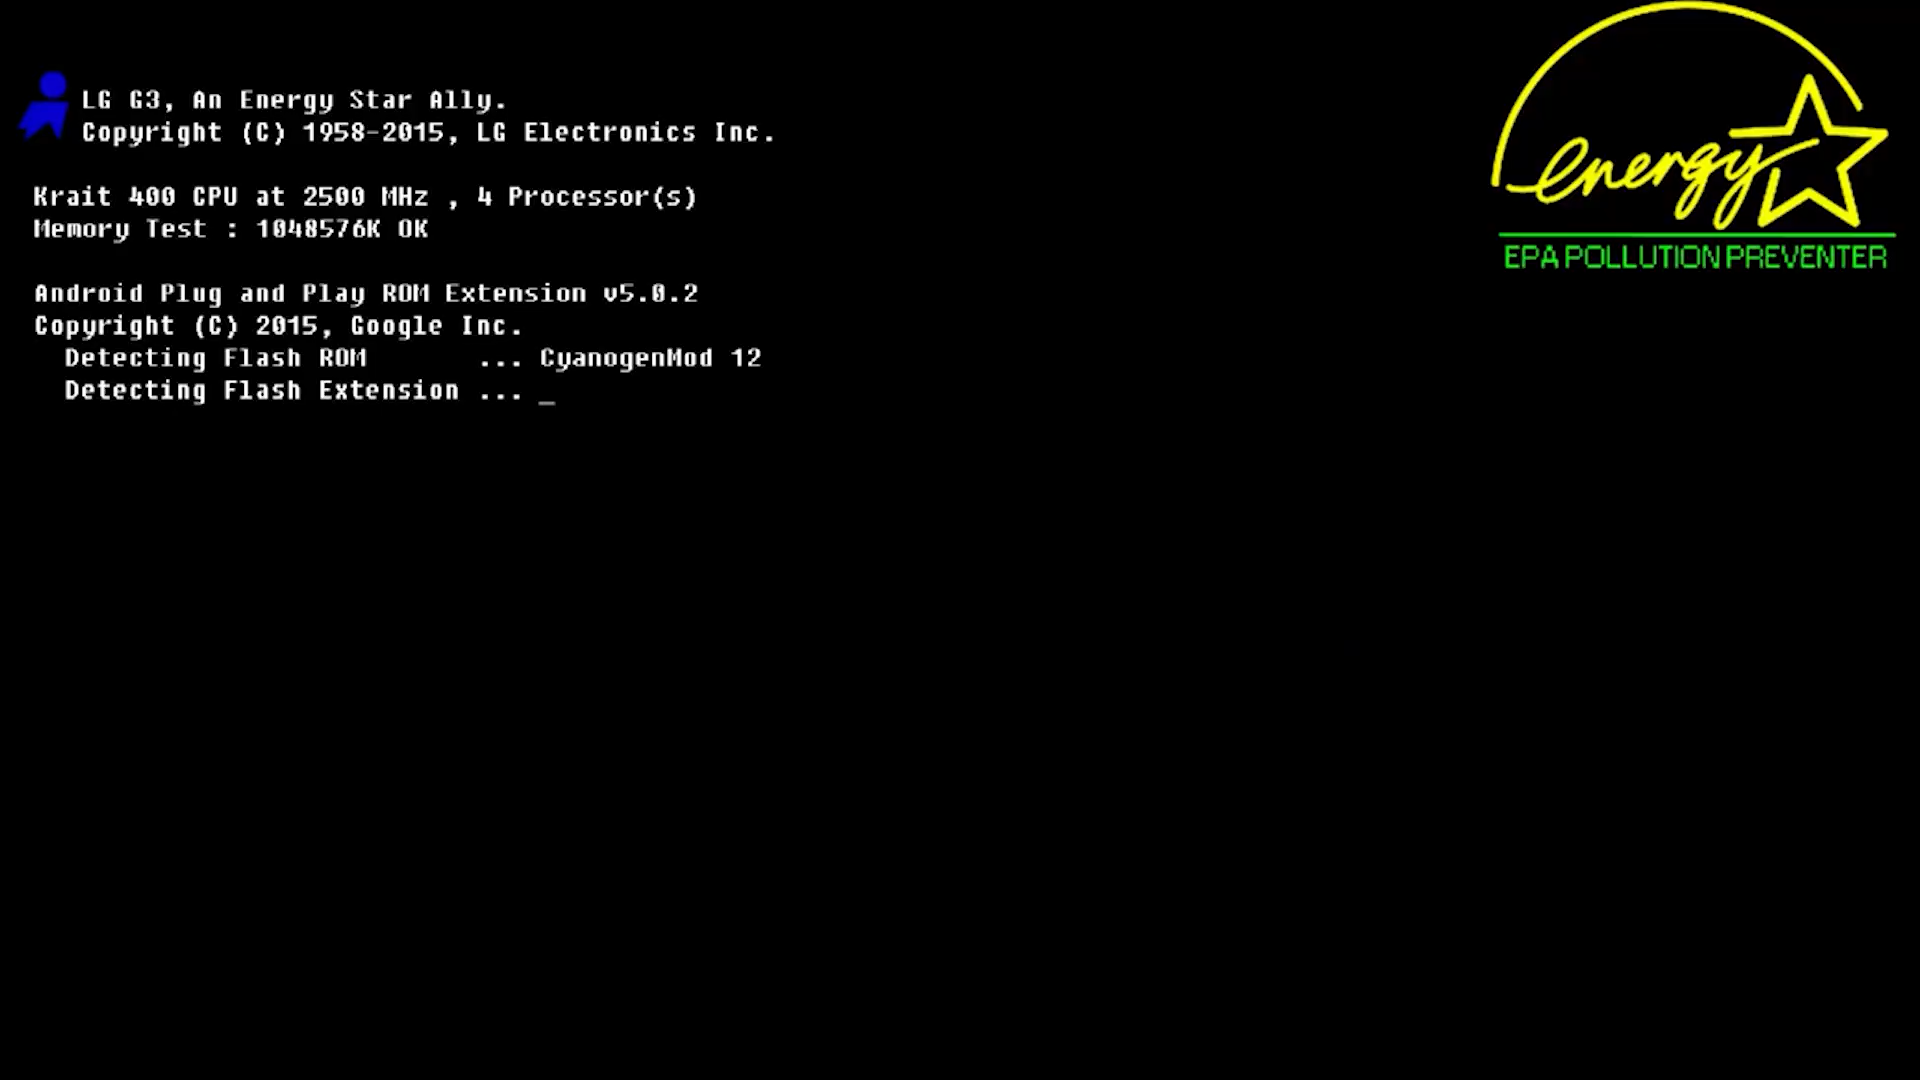 LG G3, An Energy Star Ally.
Copyright (C) 1958-2015, LG Electronics Inc.
energy
EPA POLLUTION PREVENTER
Krait 400 CPU at 2500 MHz , 4 Processor(s)
Memory Test : 1048576K OK
Android Plug and Play ROM Extension v5.0.2
Copyright (C) 2015, Google Inc.
Detecting Flash ROM ... CyanogenMod 12
Detecting Flash Extension ... _